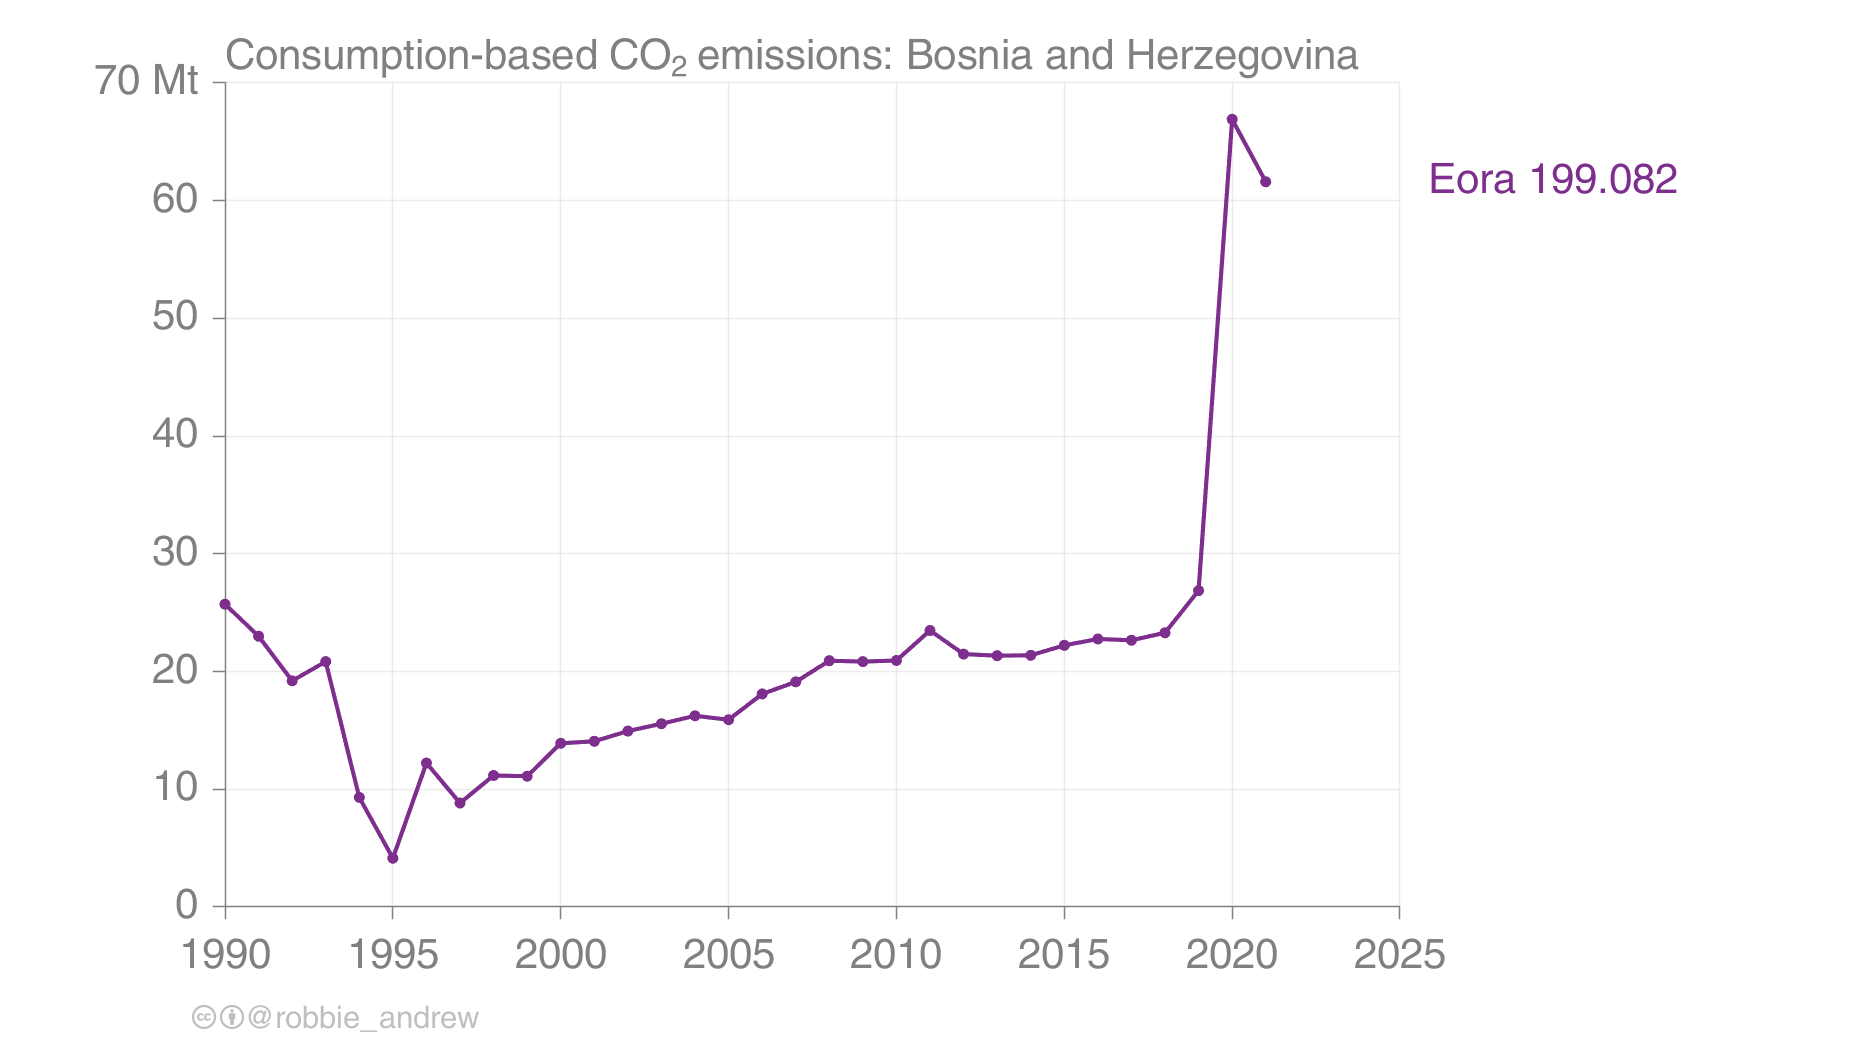 Consumption-based CO₂ emissions: Bosnia and Herzegovina
70 Mt
60
50
40
30
20
10
0
1990 1995 2000 2005 2010 2015 2020 2025
Eora 199.082
cc @robbie_andrew